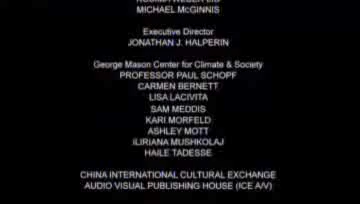 MICHAEL McGINNIS
Executive Director
JONATHAN J. HALPERIN
George Mason Center for Climate & Society
PROFESSOR PAUL SCHOPF
CARMEN BERNETT
LISA LACIVITA
SAM MEDDIS
KARI MORFELD
ASHLEY MOTT
ILIRIANA MUSHKOLAJ
HAILE TADESSE
CHINA INTERNATIONAL CULTURAL EXCHANGE
AUDIO VISUAL PUBLISHING HOUSE (ICE A/V)